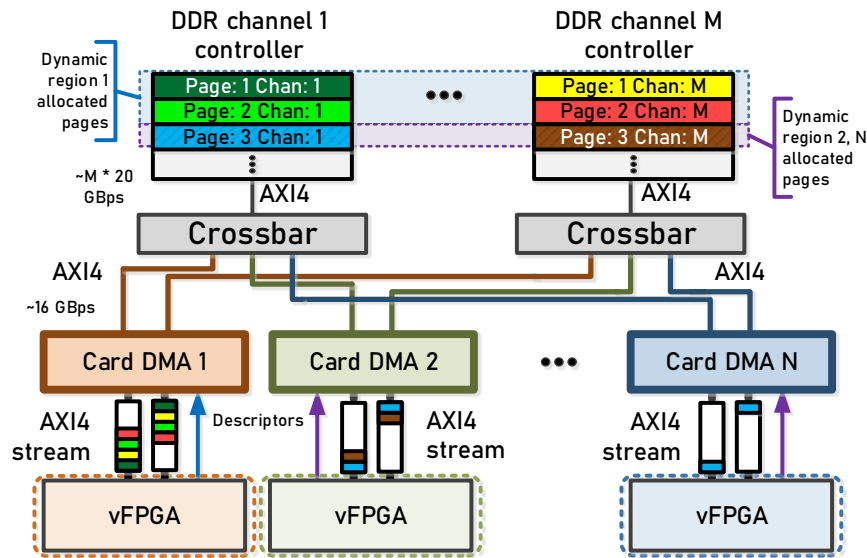 DDR channel 1
controller
DDR channel M
controller
Dynamic
region 1
allocated
pages
Page: 1 Chan: 1
Page: 2 Chan: 1
Page: 3 Chan: 1
Page: 1 Chan: M
Page: 2 Chan: M
Page: 3 Chan: M
Dynamic
region 2, N
allocated
pages
~M * 20
GBps
AXI4
AXI4
Crossbar
Crossbar
AXI4
AXI4
~16 GBps
Card DMA 1
Card DMA 2
Card DMA N
AXI4
stream
Descriptors
AXI4
stream
AXI4
stream
vFPGA
vFPGA
vFPGA